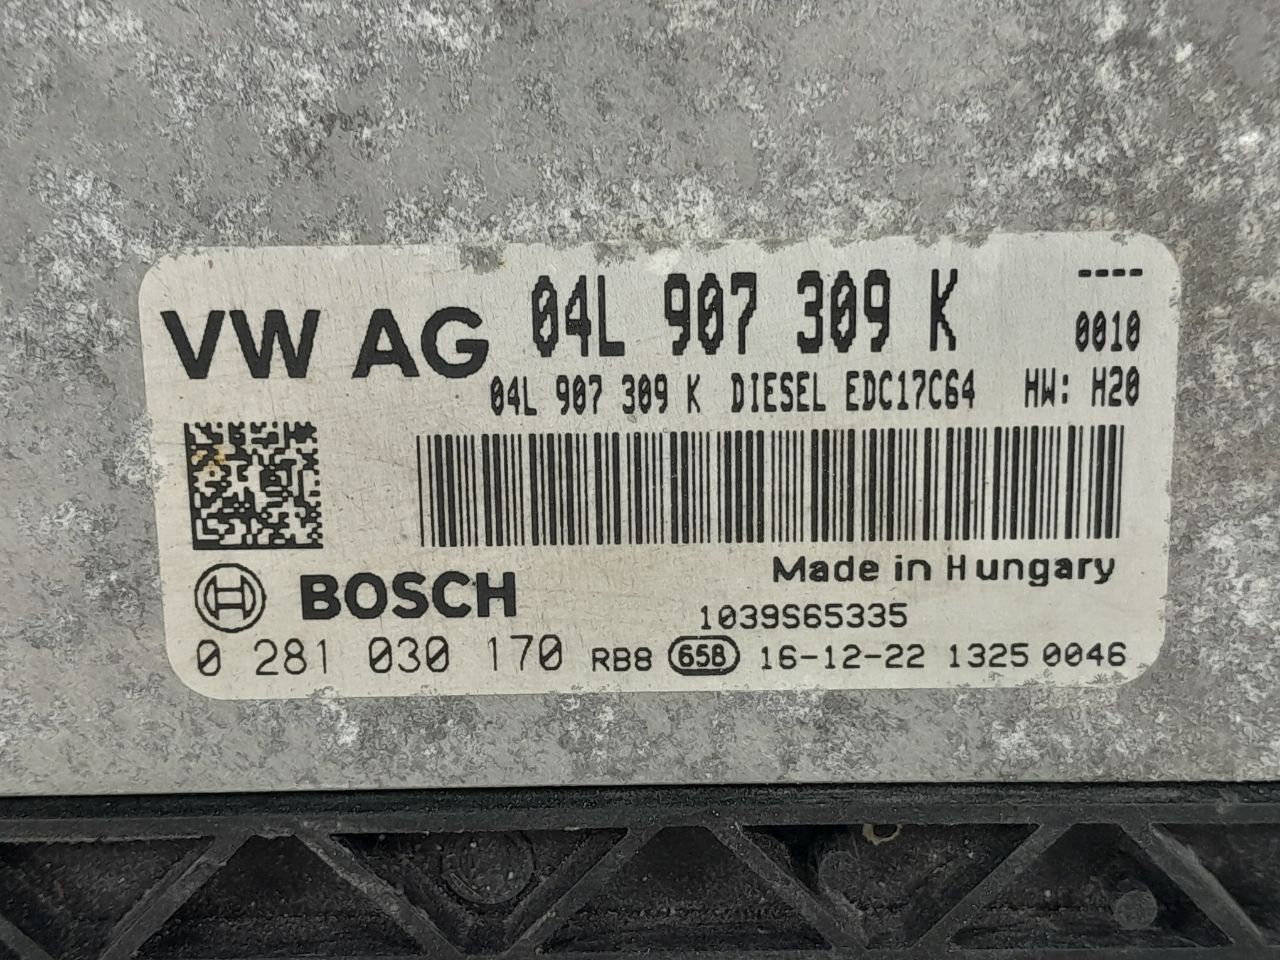 VW AG 04L 907 309 K ----
0010
04L 907 309 K DIESEL EDC17C64 HW: H20
Made in Hungary
BOSCH
1039S65335
0 281 030 170 RB8 658 16-12-22 1325 0046